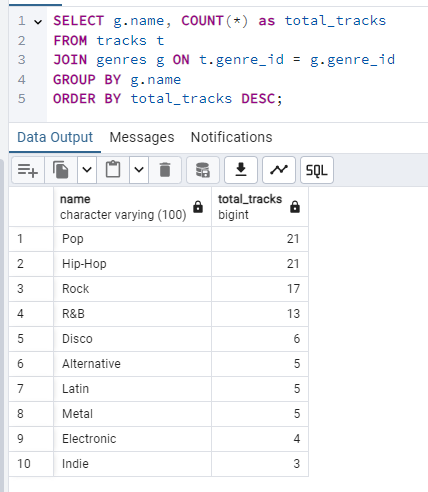 1 SELECT g.name, COUNT(*) as total_tracks
2 FROM tracks t
3 JOIN genres g ON t.genre_id = g.genre_id
4 GROUP BY g.name
5 ORDER BY total_tracks DESC;
Data Output Messages Notifications
SQL
name total_tracks
character varying (100) bigint
1 Pop 21
2 Hip-Hop 21
3 Rock 17
4 R&B 13
5 Disco 6
6 Alternative 5
7 Latin 5
8 Metal 5
9 Electronic 4
10 Indie 3